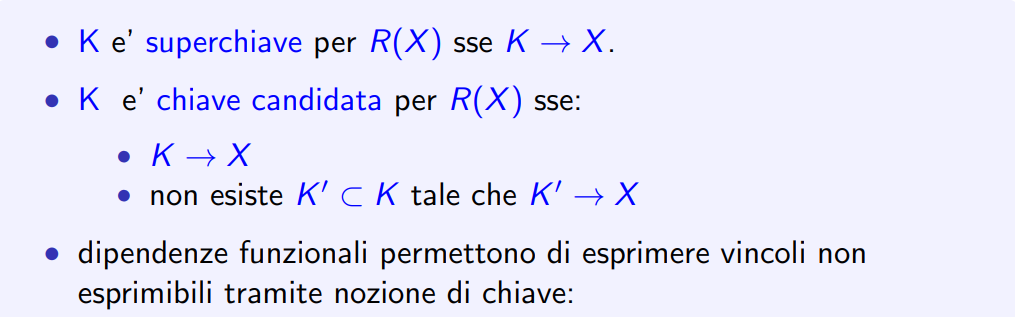 • K e' superchiave per R(X) sse K → X.
• K e' chiave candidata per R(X) sse:
• K → X
• non esiste K′ ⊂ K tale che K′ → X
• dipendenze funzionali permettono di esprimere vincoli non
esprimibili tramite nozione di chiave: